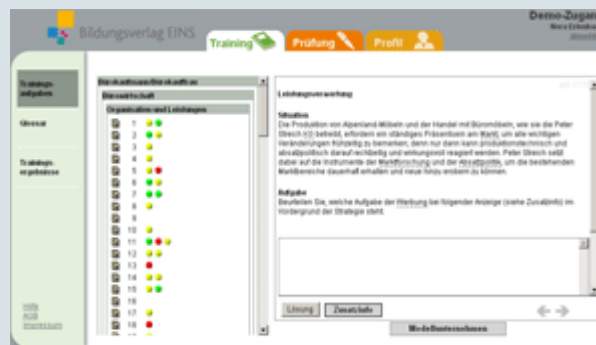 Demo-Zugang
Bildungsverlag EINS
Training
Prüfung
Profil
Trainings-
aufgaben
Glossar
Trainings-
ergebnisse
Hilfe
AGB
Impressum
Bürokaufmann/Bürokauffrau
Bürowirtschaft
Organisation und Leistungen
1
2
3
4
5
6
7
8
9
10
11
12
13
14
15
16
17
18
Leistungsverwertung
Situation
Die Produktion von Alpenland-Möbeln und der Handel mit Büromöbeln, wie sie die Peter
Streich KG betreibt, erfordern ein ständiges Präsentsein am Markt, um alle wichtigen
Veränderungen frühzeitig zu bemerken, denn nur dann kann produktionstechnisch und
absatzpolitisch darauf rechtzeitig und wirkungsvoll reagiert werden. Peter Streich setzt
dabei auf die Instrumente der Marktforschung und der Absatzpolitik, um die bestehenden
Marktbereiche dauerhaft erhalten und neue hinzu erobern zu können.
Aufgabe
Beurteilen Sie, welche Aufgabe der Werbung bei folgender Anzeige (siehe Zusatzinfo) im
Vordergrund der Strategie steht.
Lösung
Zusatzinfo
Modellunternehmen